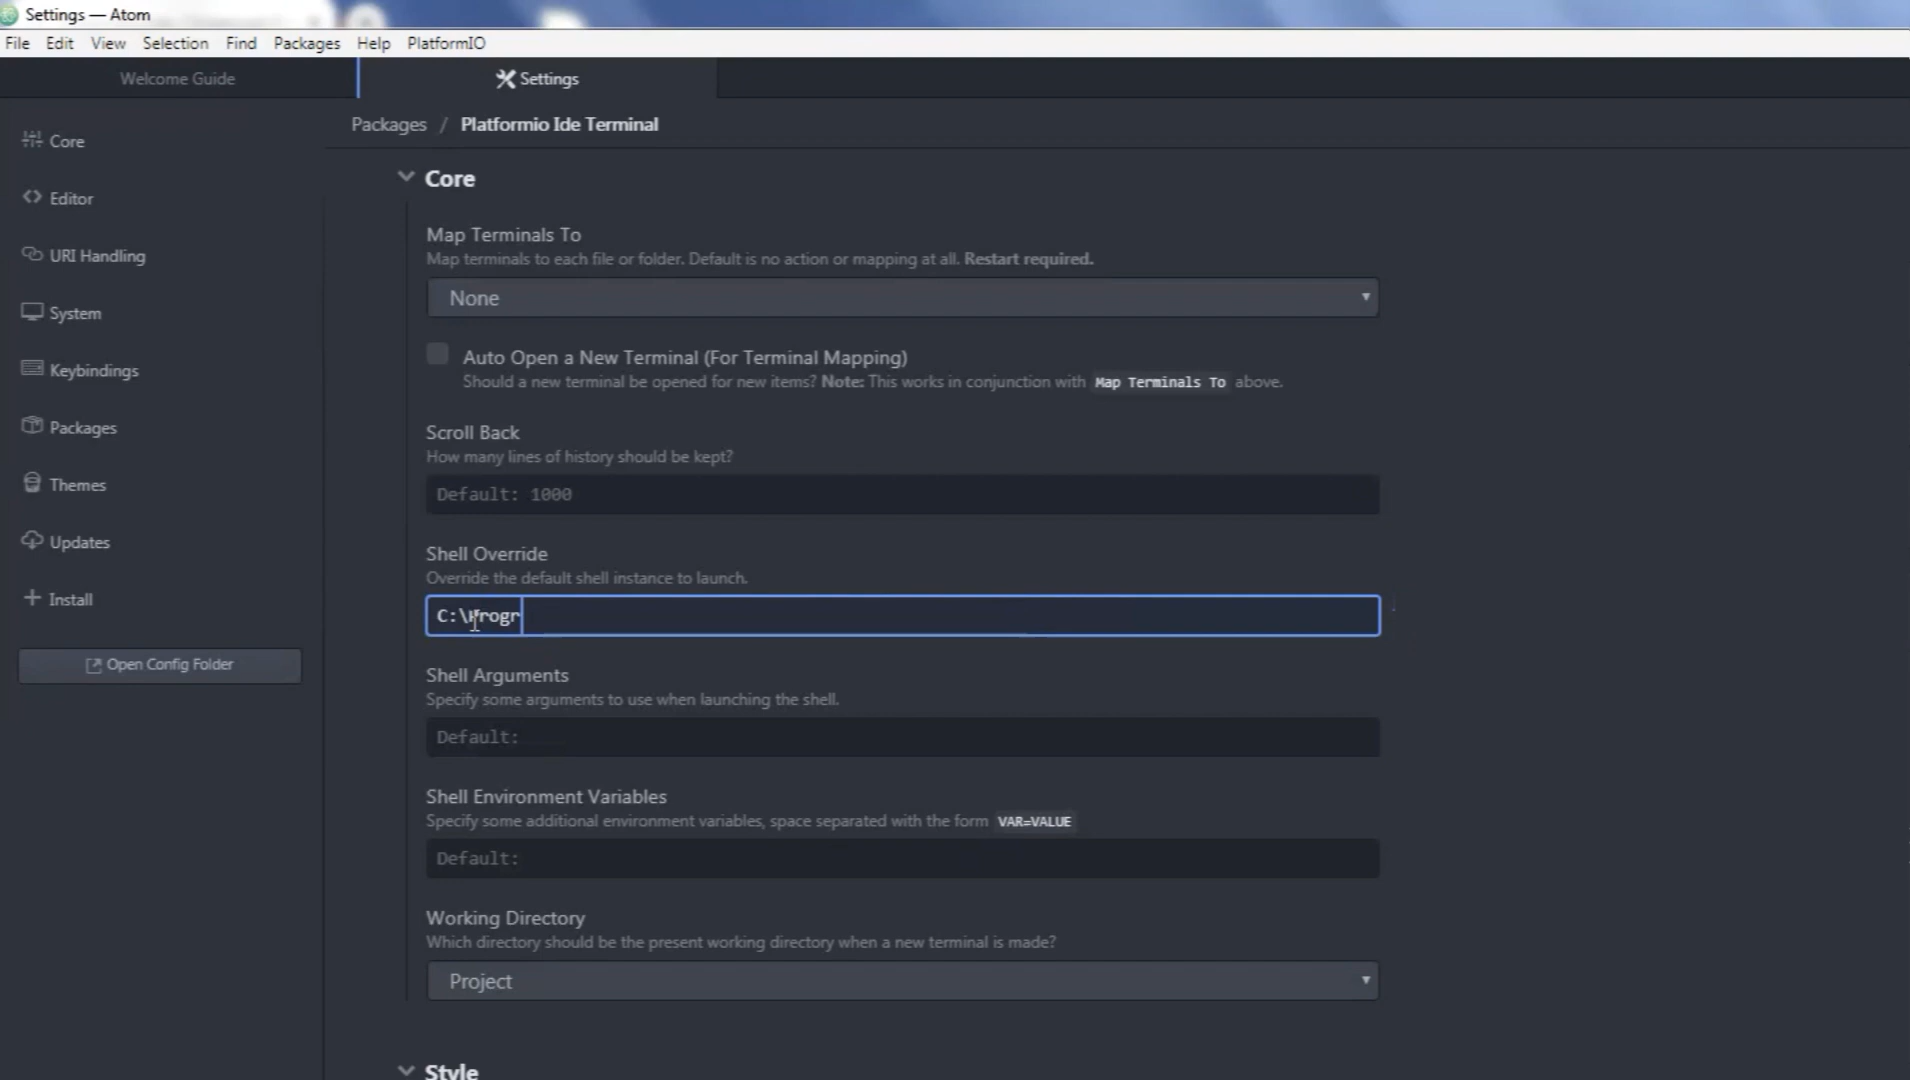 Settings — Atom
File Edit View Selection Find Packages Help PlatformIO
Welcome Guide
Settings
Packages / Platformio Ide Terminal
Core
Editor
URI Handling
System
Keybindings
Packages
Themes
Updates
Install
Open Config Folder
Core
Map Terminals To
Map terminals to each file or folder. Default is no action or mapping at all. Restart required.
None
Auto Open a New Terminal (For Terminal Mapping)
Should a new terminal be opened for new items? Note: This works in conjunction with Map Terminals To above.
Scroll Back
How many lines of history should be kept?
Default: 1000
Shell Override
Override the default shell instance to launch.
C:\Progr
Shell Arguments
Specify some arguments to use when launching the shell.
Default:
Shell Environment Variables
Specify some additional environment variables, space separated with the form VAR=VALUE
Default:
Working Directory
Which directory should be the present working directory when a new terminal is made?
Project
Style